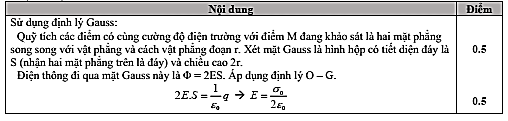 Nội dung
Điểm
Sử dụng định lý Gauss:
Quỹ tích các điểm có cùng cường độ điện trường với điểm M đang khảo sát là hai mặt phẳng
song song với vật phẳng và cách vật phẳng đoạn r. Xét mặt Gauss là hình hộp có tiết diện đáy là
S (nhận hai mặt phẳng trên là đáy) và chiều cao 2r.
0.5
Điện thông đi qua mặt Gauss này là Φ = 2ES. Áp dụng định lý O – G.
2E.S = \frac{1}{ε₀} q → E = \frac{σ₀}{2ε₀}
0.5